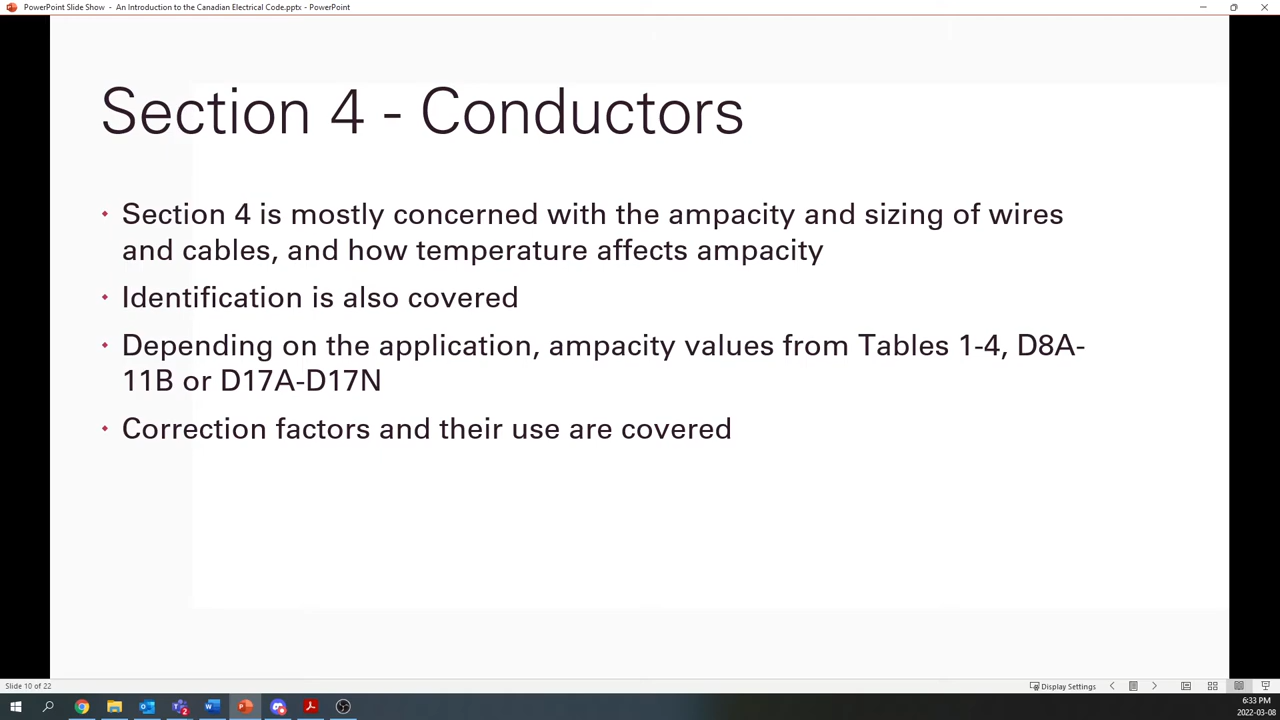 PowerPoint Slide Show - An Introduction to the Canadian Electrical Code.pptx - PowerPoint
Section 4 - Conductors
• Section 4 is mostly concerned with the ampacity and sizing of wires
and cables, and how temperature affects ampacity
• Identification is also covered
• Depending on the application, ampacity values from Tables 1-4, D8A-
11B or D17A-D17N
• Correction factors and their use are covered
Slide 10 of 22
Display Settings
6:33 PM
2022-03-08